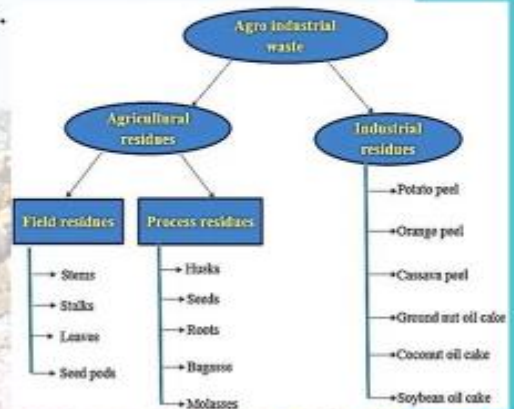 Agro industrial
waste
Agricultural
residues
Industrial
residues
Field residues
Process residues
Stems
Stalks
Leaves
Seed pods
Husks
Seeds
Roots
Bagasse
Molasses
Potato peel
Orange peel
Cassava peel
Ground nut oil cake
Coconut oil cake
Soybean oil cake